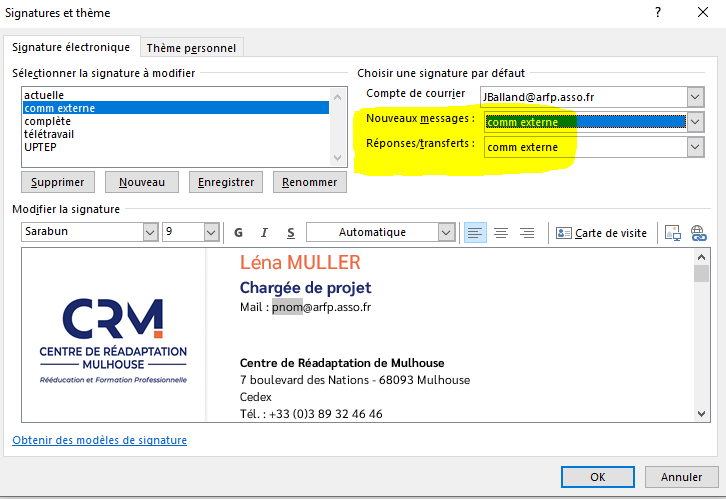 Signatures et thème
?
Signature électronique
Thème personnel
Sélectionner la signature à modifier
actuelle
comm externe
complète
télétravail
UPTEP
Supprimer
Nouveau
Enregistrer
Renommer
Choisir une signature par défaut
Compte de courrier
JBalland@arfp.asso.fr
Nouveaux messages :
comm externe
Réponses/transferts :
comm externe
Modifier la signature
Sarabun
9
G
I
S
Automatique
Carte de visite
CRM
CENTRE DE RÉADAPTATION
MULHOUSE
Rééducation et Formation Professionnelle
Léna MULLER
Chargée de projet
Mail : pnom@arfp.asso.fr
Centre de Réadaptation de Mulhouse
7 boulevard des Nations - 68093 Mulhouse
Cedex
Tél. : +33 (0)3 89 32 46 46
Obtenir des modèles de signature
OK
Annuler